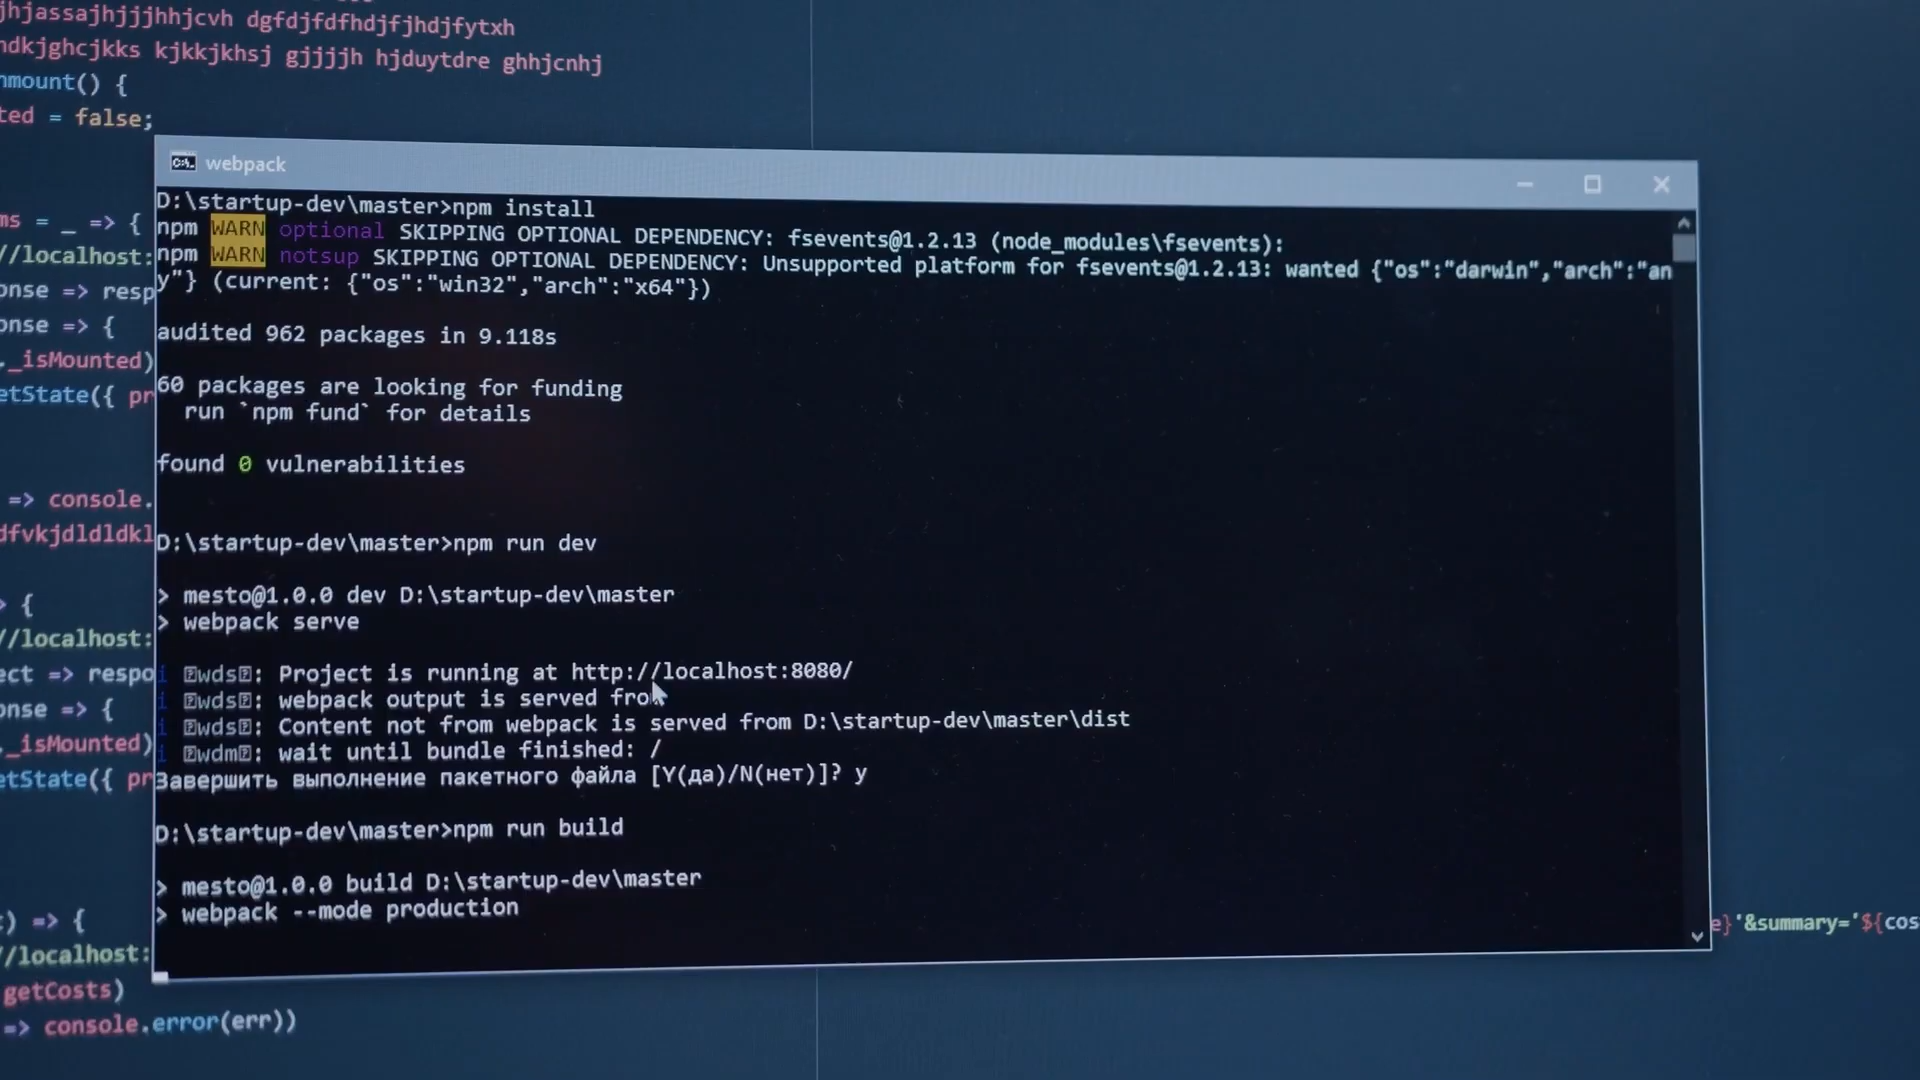 jhjassajhjjjhhjcvh dgfdjfdfhdjfjhdjfytxh
ndkjghcjkks kjkkjkhsj gjjjjh hjduytdre ghhjcnhj
mount() {
ted = false;
webpack
D:\startup-dev\master>npm install
npm WARN optional SKIPPING OPTIONAL DEPENDENCY: fsevents@1.2.13 (node_modules\fsevents):
npm WARN notsup SKIPPING OPTIONAL DEPENDENCY: Unsupported platform for fsevents@1.2.13: wanted {"os":"darwin","arch":"an
y"} (current: {"os":"win32","arch":"x64"})
audited 962 packages in 9.118s
60 packages are looking for funding
run `npm fund` for details
found 0 vulnerabilities
D:\startup-dev\master>npm run dev
> mesto@1.0.0 dev D:\startup-dev\master
> webpack serve
i ⍰wds⍰: Project is running at http://localhost:8080/
i ⍰wds⍰: webpack output is served from
i ⍰wds⍰: Content not from webpack is served from D:\startup-dev\master\dist
i ⍰wdm⍰: wait until bundle finished: /
Завершить выполнение пакетного файла [Y(да)/N(нет)]? y
D:\startup-dev\master>npm run build
> mesto@1.0.0 build D:\startup-dev\master
> webpack --mode production
ms = _ => {
//localhost:
onse => resp
onse => {
._isMounted)
etState({ pr
=> console.
dfvkjdldldkl
=> {
//localhost:
ect => respo
onse => {
._isMounted)
etState({ pr
) => {
//localhost:
getCosts)
=> console.error(err))
e}'&summary='${cos